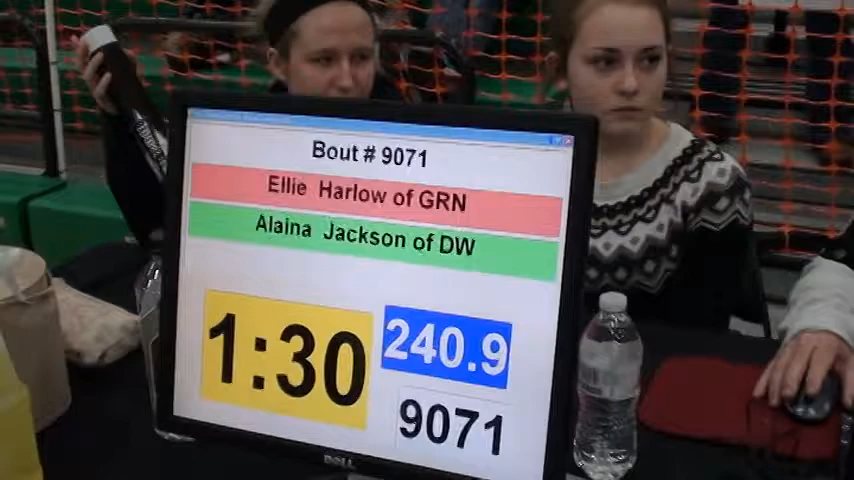 Bout # 9071
Ellie Harlow of GRN
Alaina Jackson of DW
1:30
240.9
9071
DELL